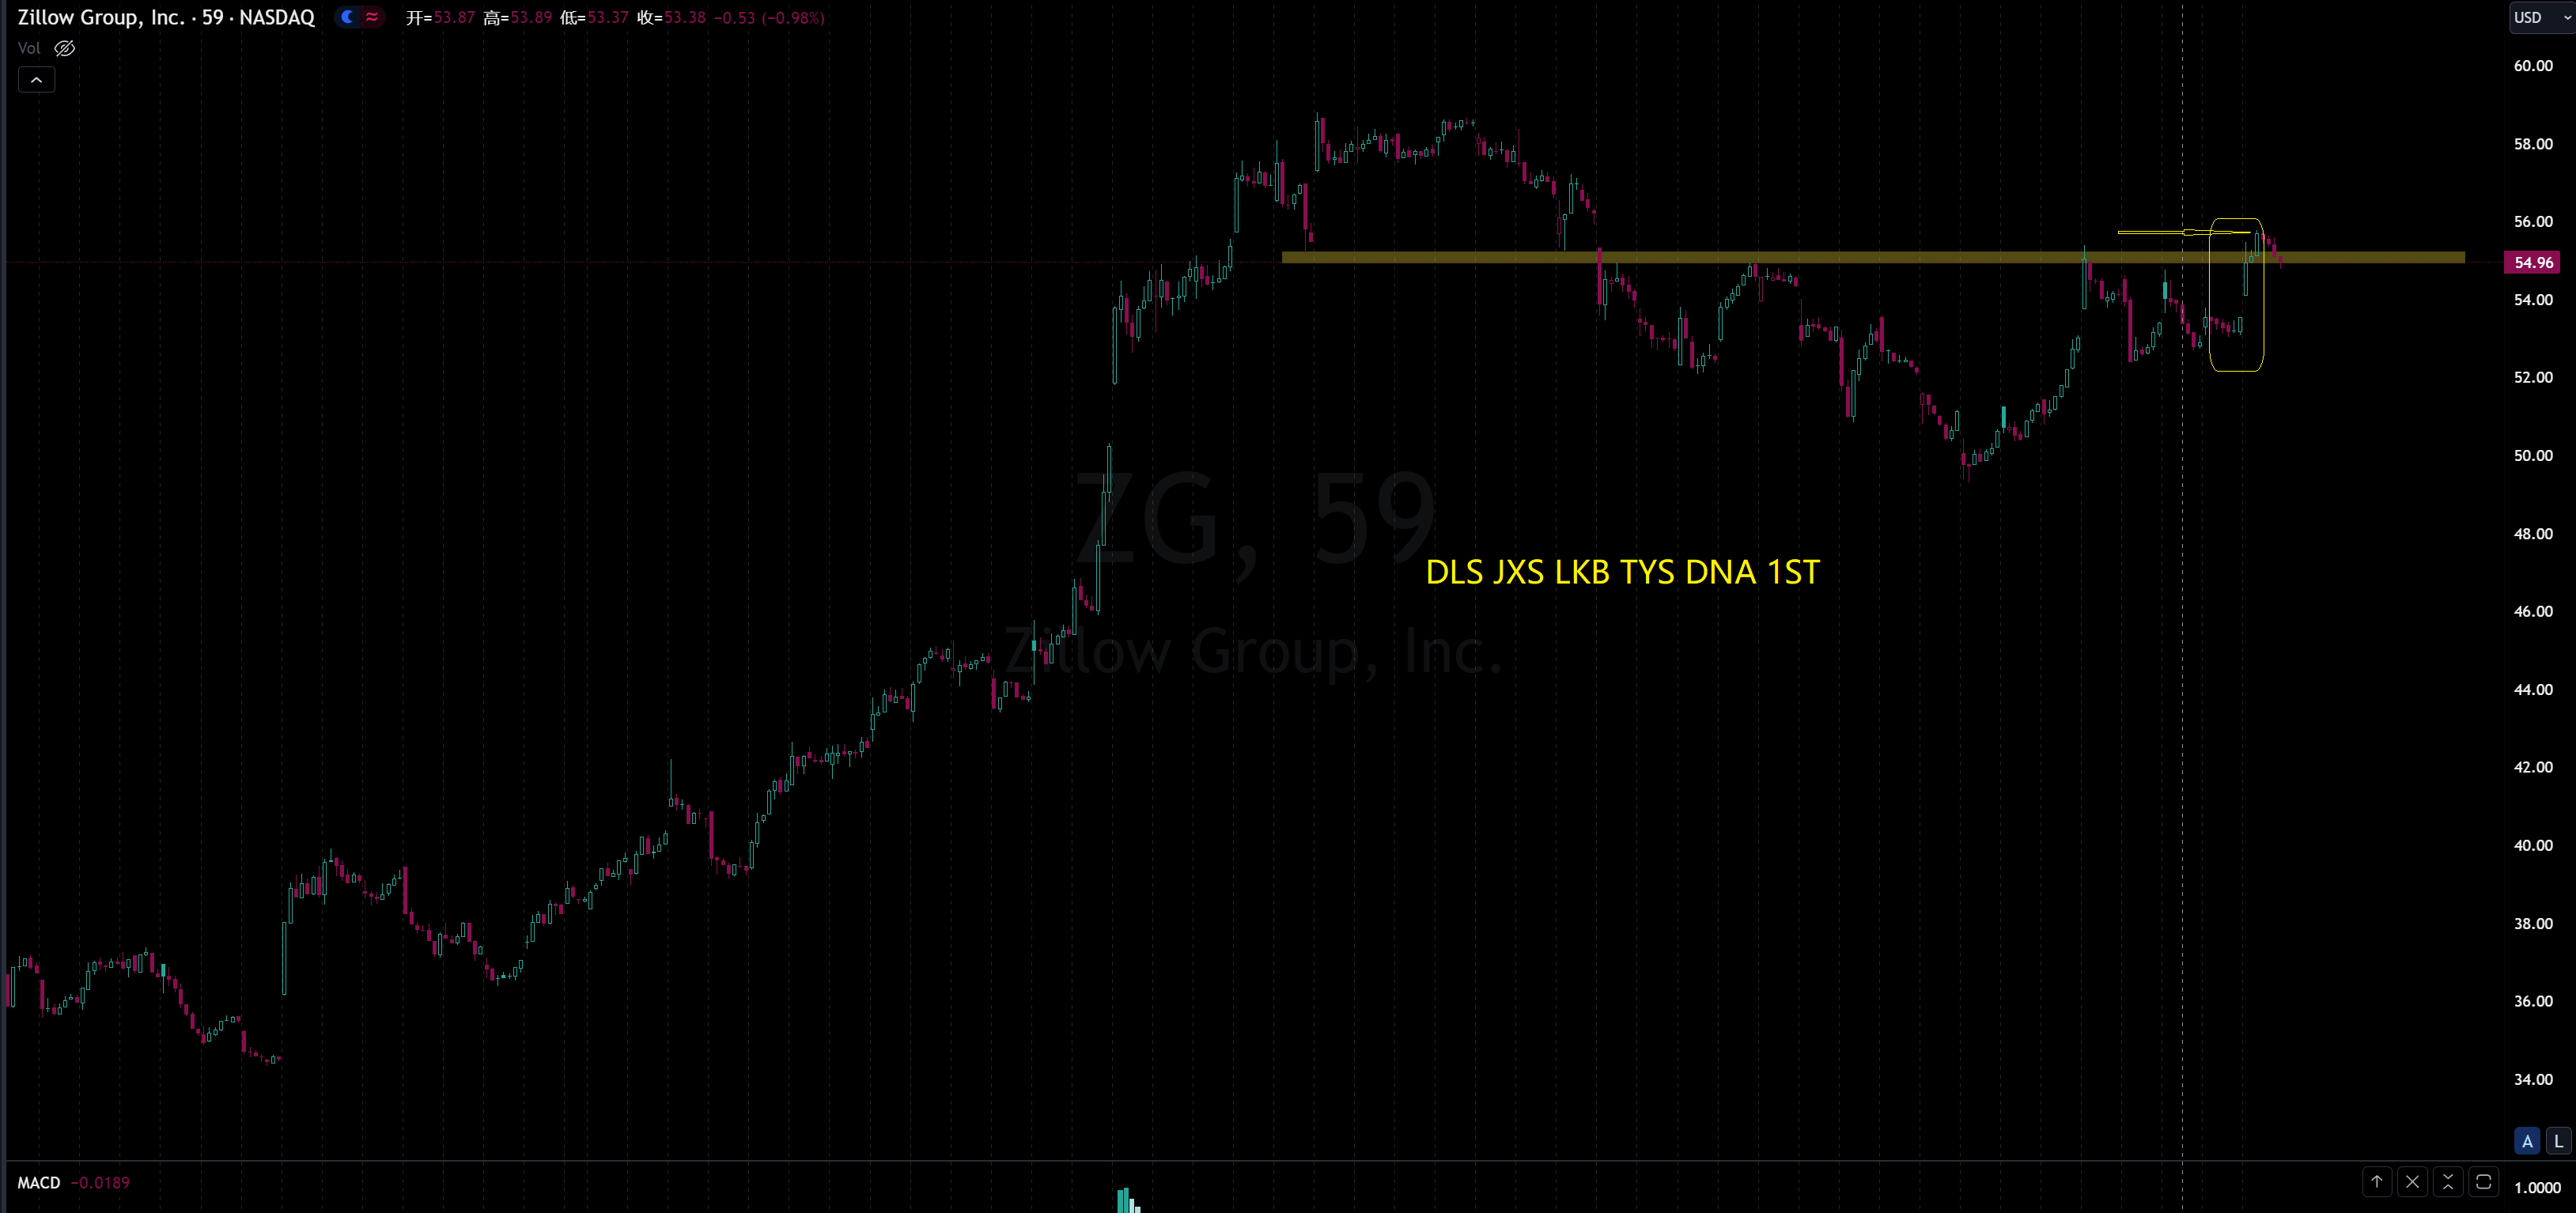 Zillow Group, Inc. · 59 · NASDAQ 开=53.87 高=53.89 低=53.37 收=53.38 −0.53 (−0.98%)
USD
Vol
60.00
58.00
56.00
54.96
54.00
52.00
50.00
ZG, 59
48.00
DLS JXS LKB TYS DNA 1ST
46.00
Zillow Group, Inc.
44.00
42.00
40.00
38.00
36.00
34.00
A L
MACD −0.0189
1.0000